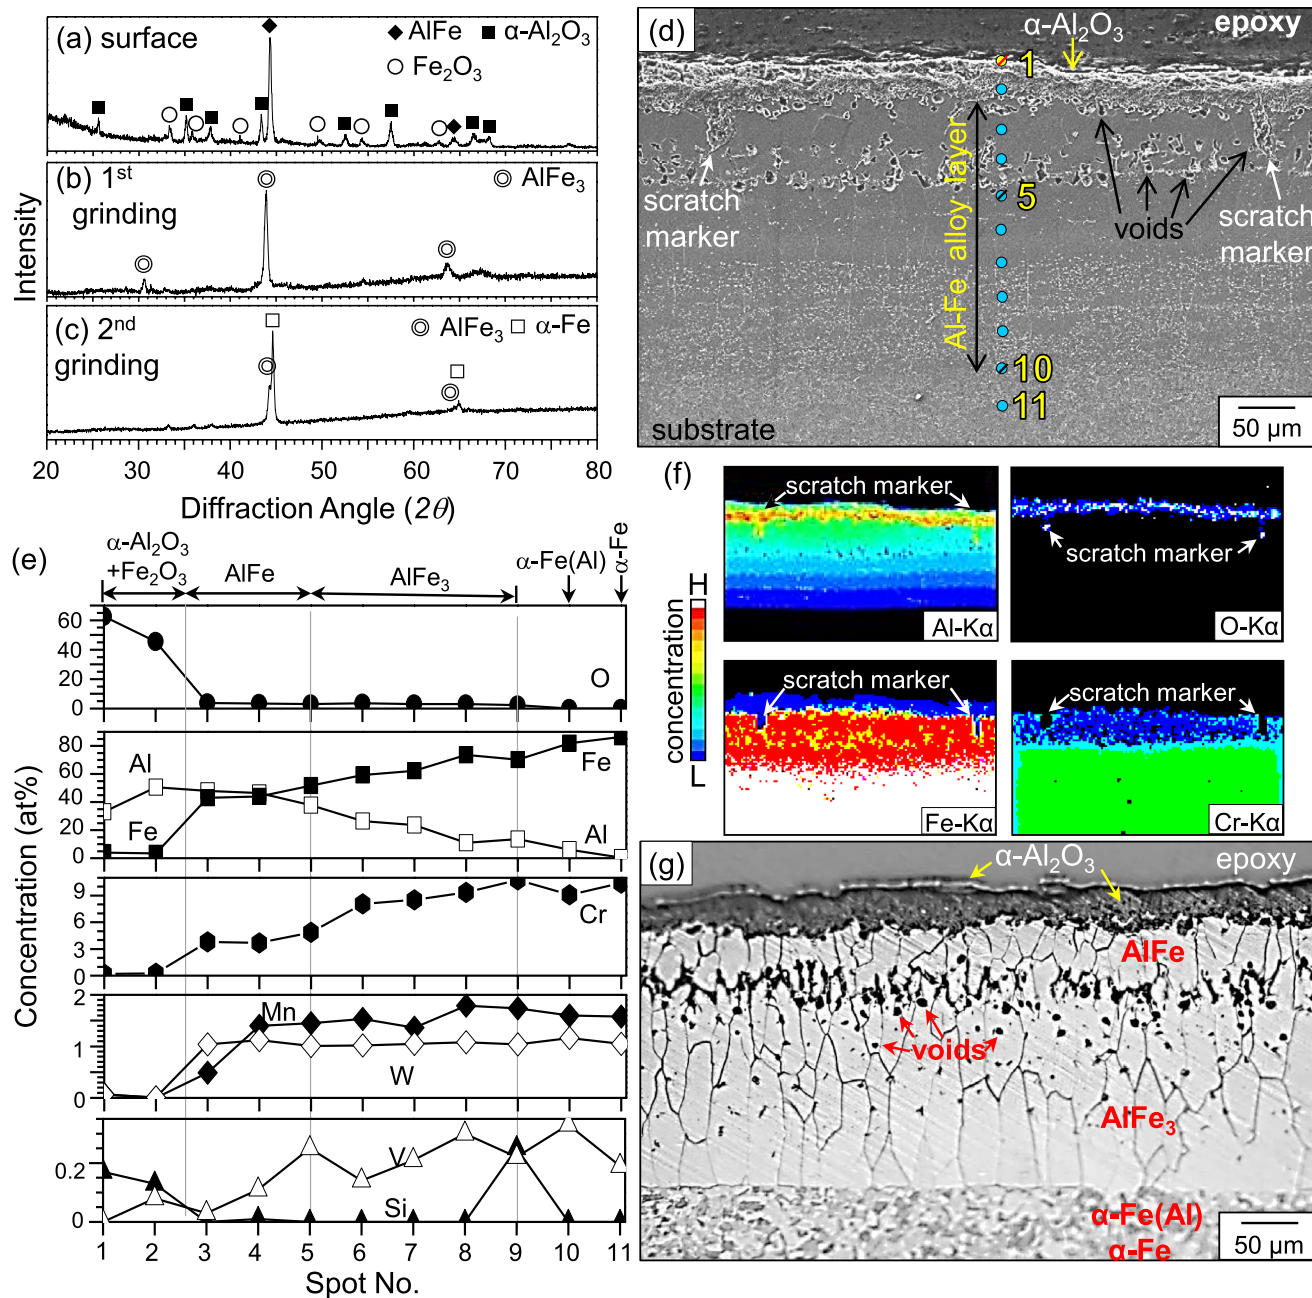 (a) surface
◆ AlFe ■ α-Al₂O₃
○ Fe₂O₃
(b) 1st
grinding
◎ AlFe₃
(c) 2nd
grinding
◎ AlFe₃ □ α-Fe
Intensity
20 30 40 50 60 70 80
Diffraction Angle (2θ)
(d)
α-Al₂O₃
epoxy
1
5
10
11
Al-Fe alloy layer
scratch
marker
voids
scratch
marker
substrate
50 μm
(e)
α-Al₂O₃
+Fe₂O₃
AlFe
AlFe₃
α-Fe(Al)
α-Fe
60
40
20
0
O
80
60
40
20
0
Al
Fe
Fe
Al
9
6
3
0
Cr
2
1
0
Mn
W
0.2
0
V
Si
Concentration (at%)
1 2 3 4 5 6 7 8 9 10 11
Spot No.
(f)
concentration
H
L
scratch marker
Al-Kα
scratch marker
O-Kα
scratch marker
Fe-Kα
scratch marker
Cr-Kα
(g)
α-Al₂O₃
epoxy
AlFe
voids
AlFe₃
α-Fe(Al)
α-Fe
50 μm